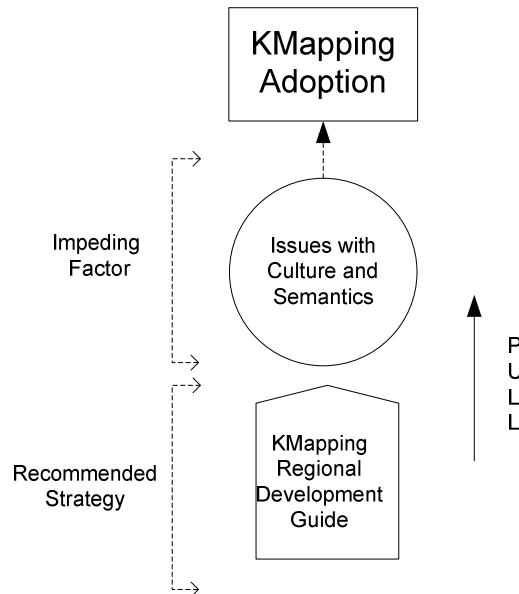 KMapping
Adoption
Impeding
Factor
Issues with
Culture and
Semantics
P
U
L
L
Recommended
Strategy
KMapping
Regional
Development
Guide